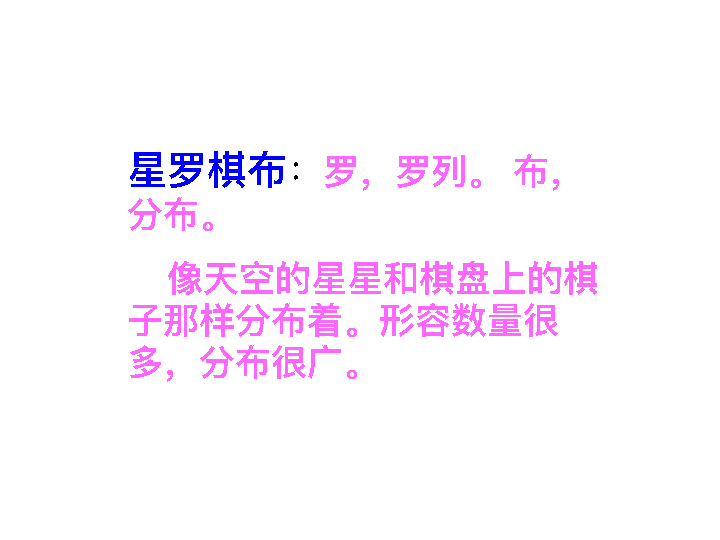 星罗棋布：罗，罗列。 布，
分布。
像天空的星星和棋盘上的棋
子那样分布着。形容数量很
多，分布很广。